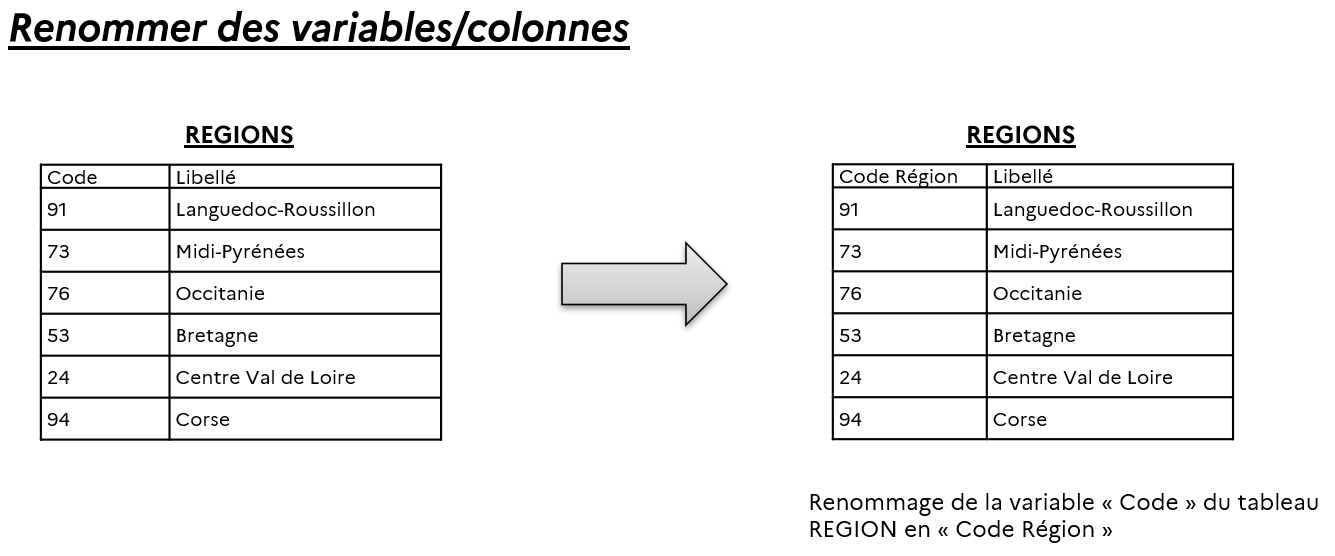 Renommer des variables/colonnes
REGIONS
Code Libellé
91 Languedoc-Roussillon
73 Midi-Pyrénées
76 Occitanie
53 Bretagne
24 Centre Val de Loire
94 Corse
REGIONS
Code Région Libellé
91 Languedoc-Roussillon
73 Midi-Pyrénées
76 Occitanie
53 Bretagne
24 Centre Val de Loire
94 Corse
Renommage de la variable « Code » du tableau
REGION en « Code Région »